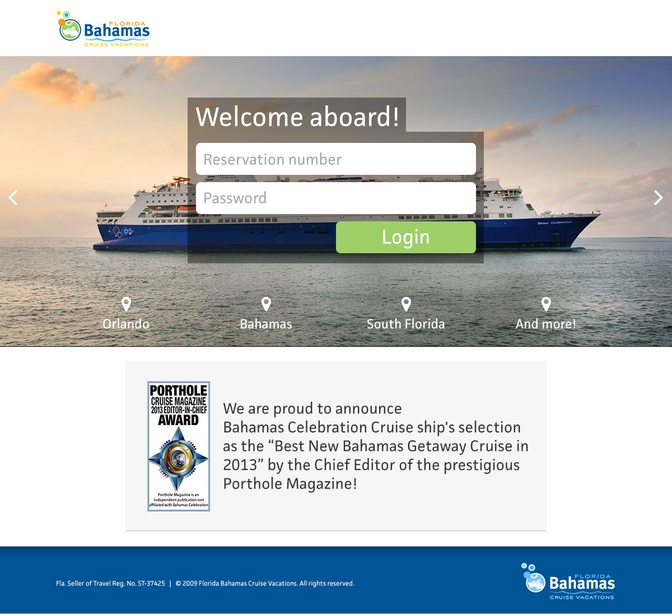 FLORIDA
Bahamas
CRUISE VACATIONS
Welcome aboard!
Reservation number
Password
Login
Orlando
Bahamas
South Florida
And more!
PORTHOLE
CRUISE MAGAZINE
2013 EDITOR-IN-CHIEF
AWARD
Porthole Magazine is an
independent publication not
affiliated with Bahamas Celebration
We are proud to announce
Bahamas Celebration Cruise ship's selection
as the “Best New Bahamas Getaway Cruise in
2013” by the Chief Editor of the prestigious
Porthole Magazine!
Fla. Seller of Travel Reg. No. ST-37425 | © 2009 Florida Bahamas Cruise Vacations. All rights reserved.
FLORIDA
Bahamas
CRUISE VACATIONS